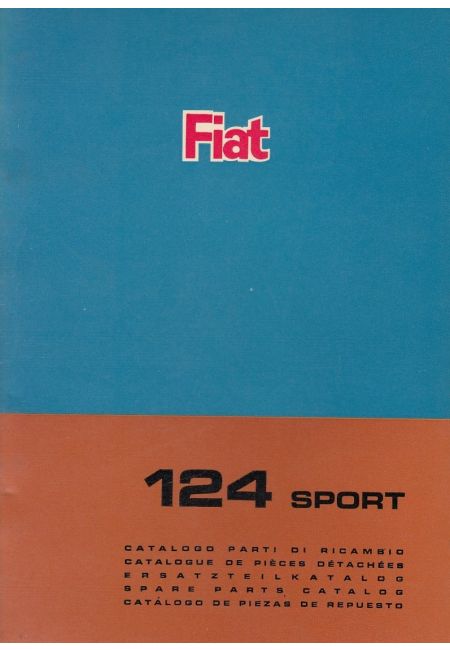 Fiat
124 SPORT
CATALOGO PARTI DI RICAMBIO
CATALOGUE DE PIÈCES DÉTACHÉES
ERSATZTEILKATALOG
SPARE PARTS CATALOG
CATÁLOGO DE PIEZAS DE REPUESTO